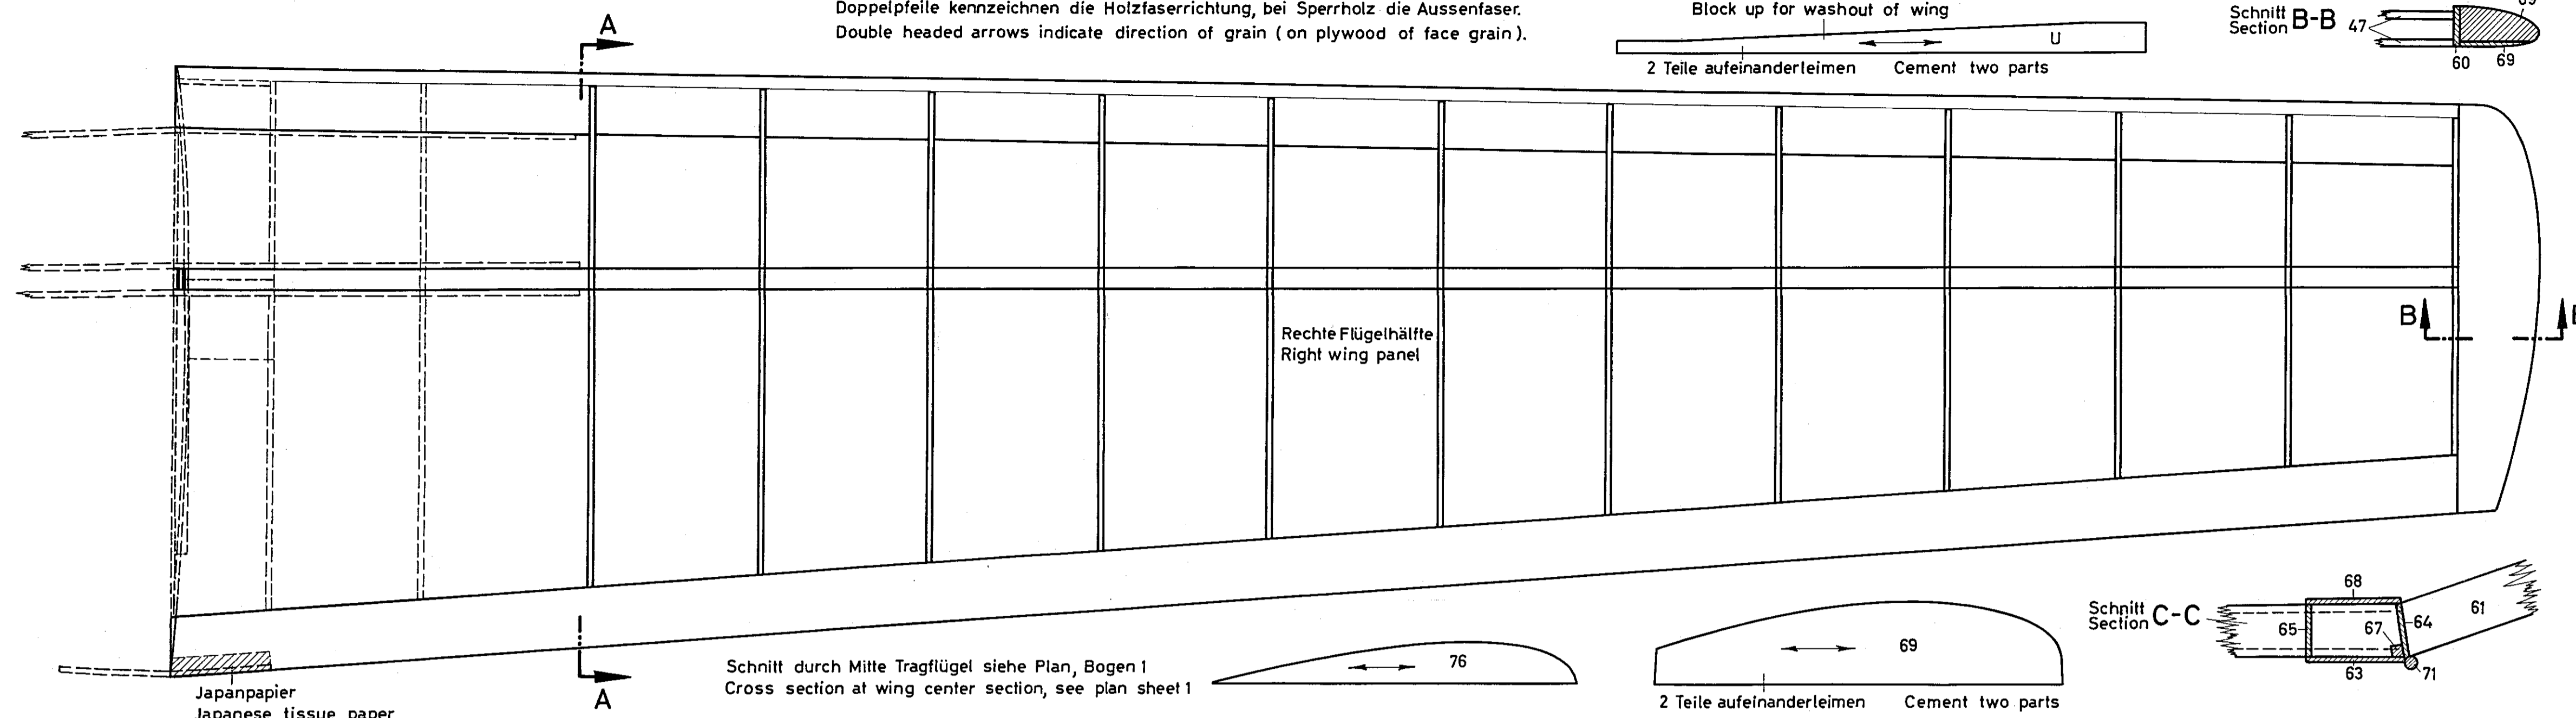 Doppelpfeile kennzeichnen die Holzfaserrichtung, bei Sperrholz die Aussenfaser.
Double headed arrows indicate direction of grain (on plywood of face grain).
Block up for washout of wing
U
2 Teile aufeinanderleimen Cement two parts
Schnitt
Section B-B
47
60
69
A
Rechte Flügelhälfte
Right wing panel
B
Schnitt
Section C-C
68
61
65
67
64
63
71
Schnitt durch Mitte Tragflügel siehe Plan, Bogen 1
Cross section at wing center section, see plan sheet 1
76
69
2 Teile aufeinanderleimen Cement two parts
A
Japanpapier
Japanese tissue paper